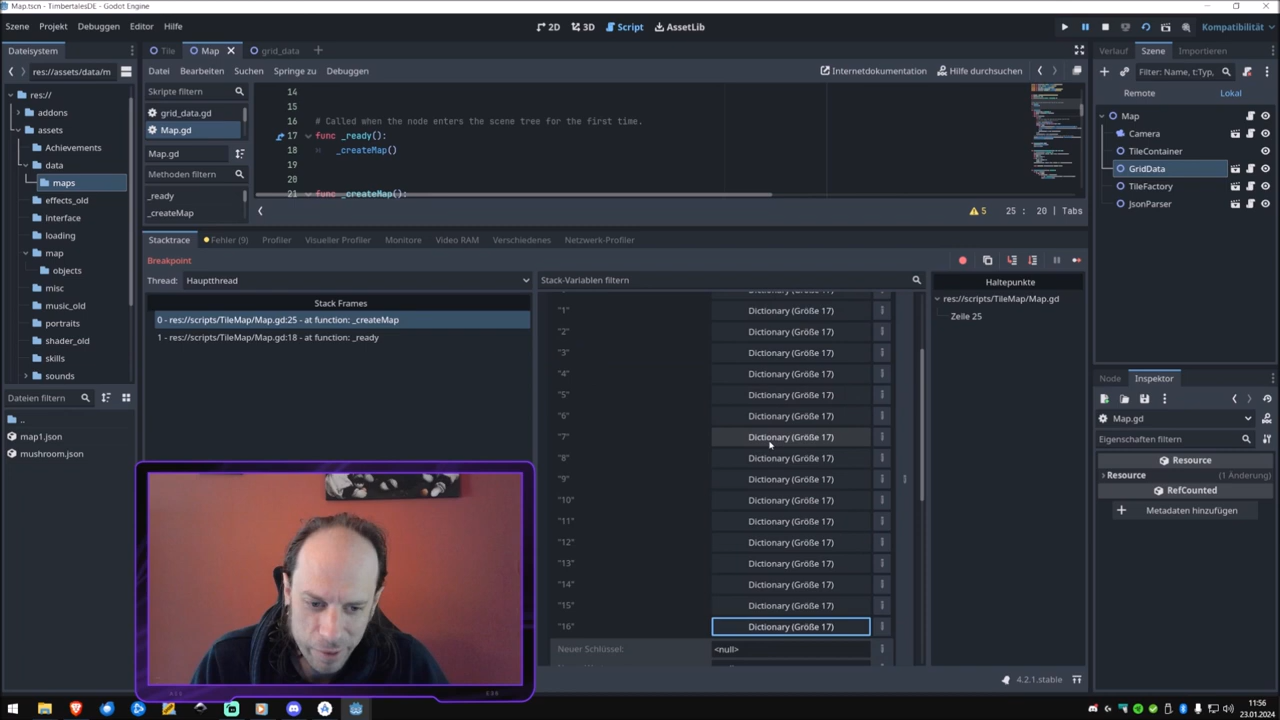 Map.tscn - TimbertalesDE - Godot Engine
Szene Projekt Debuggen Editor Hilfe
2D 3D Script AssetLib
Kompatibilität
Dateisystem
res://assets/data/m
res://
addons
assets
Achievements
data
maps
effects_old
interface
loading
map
objects
misc
music_old
portraits
shader_old
skills
sounds
Dateien filtern
..
map1.json
mushroom.json
Tile Map grid_data
Datei Bearbeiten Suchen Springe zu Debuggen
Internetdokumentation Hilfe durchsuchen
Skripte filtern
grid_data.gd
Map.gd
Map.gd
Methoden filtern
_ready
_createMap
14
15
16 # Called when the node enters the scene tree for the first time.
17 func _ready():
18 _createMap()
19
20
21 func _createMap():
5 25 : 20 | Tabs
Stacktrace Fehler (9) Profiler Visueller Profiler Monitore Video RAM Verschiedenes Netzwerk-Profiler
Breakpoint
Thread: Hauptthread
Stack Frames
0 - res://scripts/TileMap/Map.gd:25 - at function: _createMap
1 - res://scripts/TileMap/Map.gd:18 - at function: _ready
Stack-Variablen filtern
Dictionary (Größe 17)
"1" Dictionary (Größe 17)
"2" Dictionary (Größe 17)
"3" Dictionary (Größe 17)
"4" Dictionary (Größe 17)
"5" Dictionary (Größe 17)
"6" Dictionary (Größe 17)
"7" Dictionary (Größe 17)
"8" Dictionary (Größe 17)
"9" Dictionary (Größe 17)
"10" Dictionary (Größe 17)
"11" Dictionary (Größe 17)
"12" Dictionary (Größe 17)
"13" Dictionary (Größe 17)
"14" Dictionary (Größe 17)
"15" Dictionary (Größe 17)
"16" Dictionary (Größe 17)
Neuer Schlüssel: <null>
Haltepunkte
res://scripts/TileMap/Map.gd
Zeile 25
4.2.1.stable
Verlauf Szene Importieren
Filter: Name, t:Typ,
Remote Lokal
Map
Camera
TileContainer
GridData
TileFactory
JsonParser
Node Inspektor
Map.gd
Eigenschaften filtern
Resource
Resource (1 Änderung)
RefCounted
Metadaten hinzufügen
11:56
23.01.2024